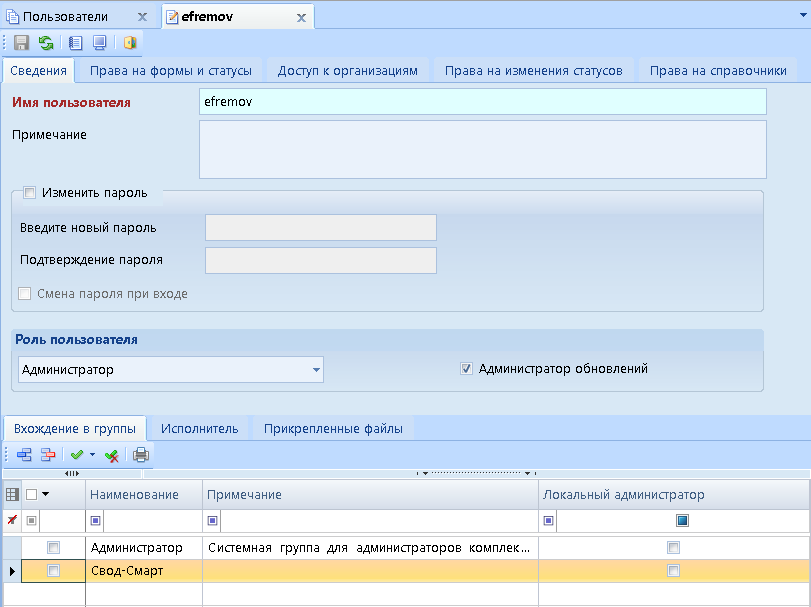 Пользователи
efremov
Сведения
Права на формы и статусы
Доступ к организациям
Права на изменения статусов
Права на справочники
Имя пользователя
efremov
Примечание
Изменить пароль
Введите новый пароль
Подтверждение пароля
Смена пароля при входе
Роль пользователя
Администратор
Администратор обновлений
Вхождение в группы
Исполнитель
Прикрепленные файлы
Наименование
Примечание
Локальный администратор
Администратор
Системная группа для администраторов комплек...
Свод-Смарт